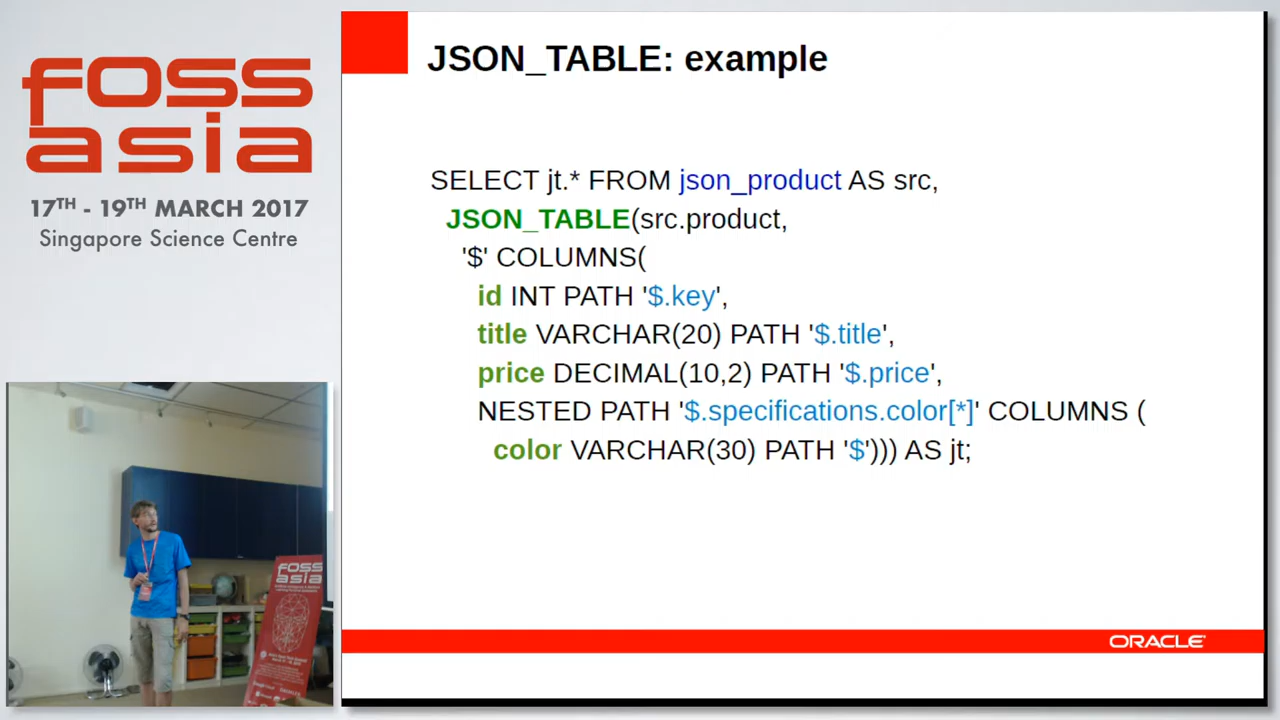 foss
asia
17TH - 19TH MARCH 2017
Singapore Science Centre
JSON_TABLE: example
SELECT jt.* FROM json_product AS src,
JSON_TABLE(src.product,
'$' COLUMNS(
id INT PATH '$.key',
title VARCHAR(20) PATH '$.title',
price DECIMAL(10,2) PATH '$.price',
NESTED PATH '$.specifications.color[*]' COLUMNS (
color VARCHAR(30) PATH '$'))) AS jt;
ORACLE
foss
asia